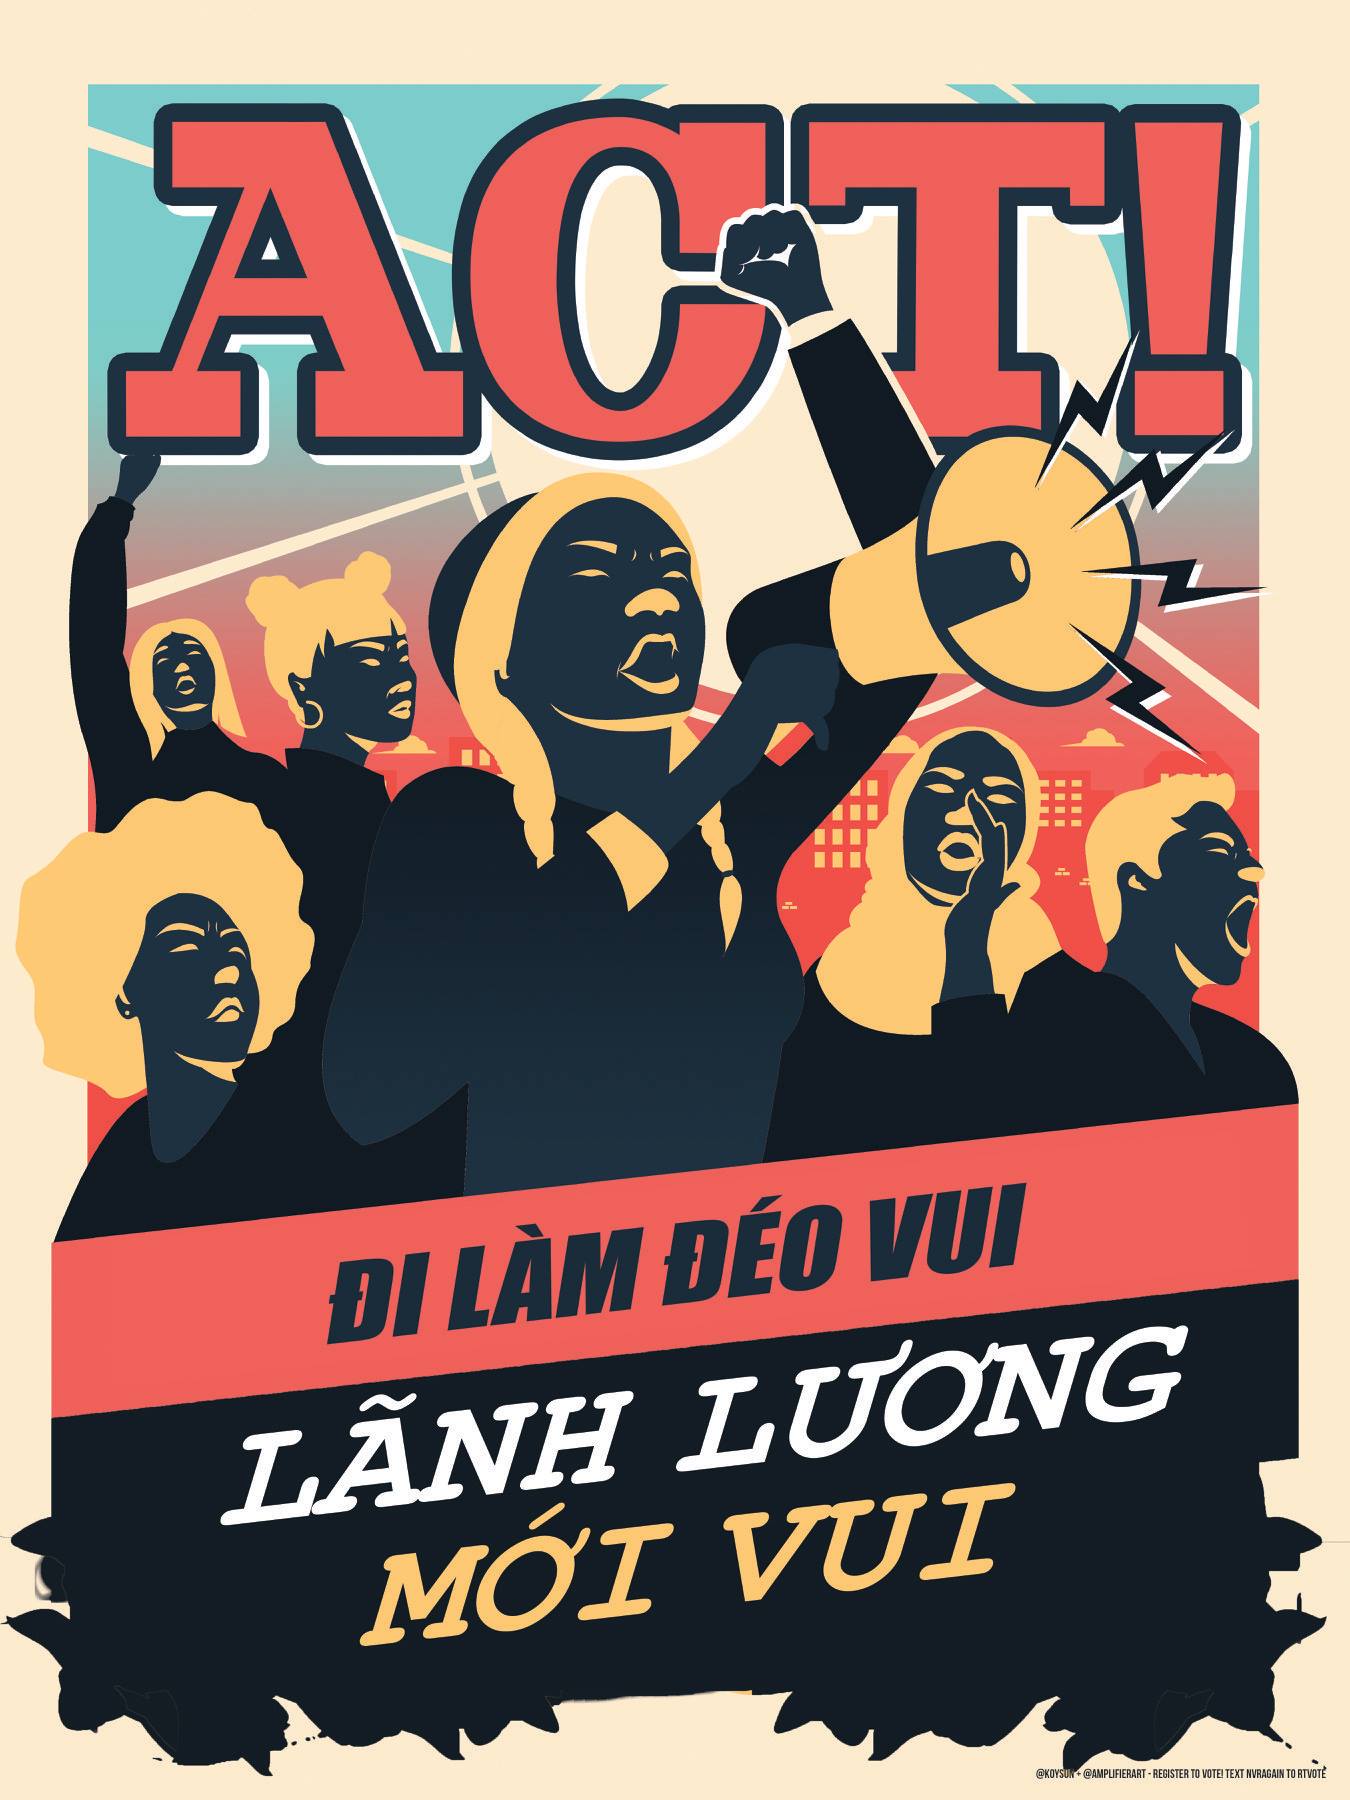 ACT!
ĐI LÀM ĐÉO VUI
LÃNH LƯƠNG
MỚI VUI
@KOYSUN + @AMPLIFIERART - REGISTER TO VOTE! TEXT NVRAGAIN TO RTVOTE